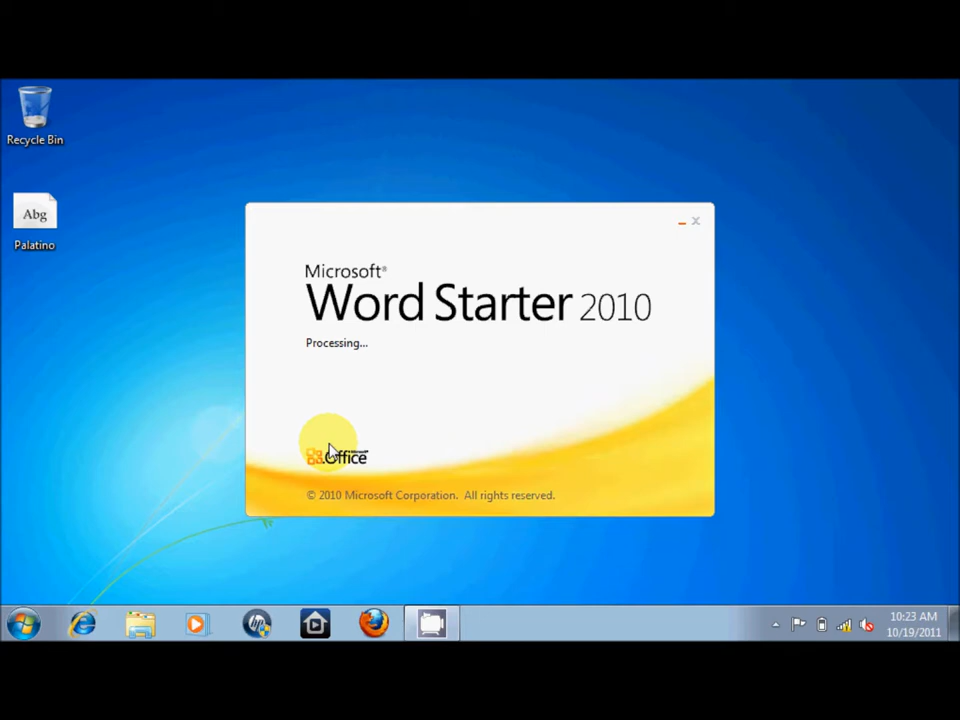 Recycle Bin
Abg
Palatino
Microsoft®
Word Starter 2010
Processing...
Office
© 2010 Microsoft Corporation. All rights reserved.
hp
10:23 AM
10/19/2011